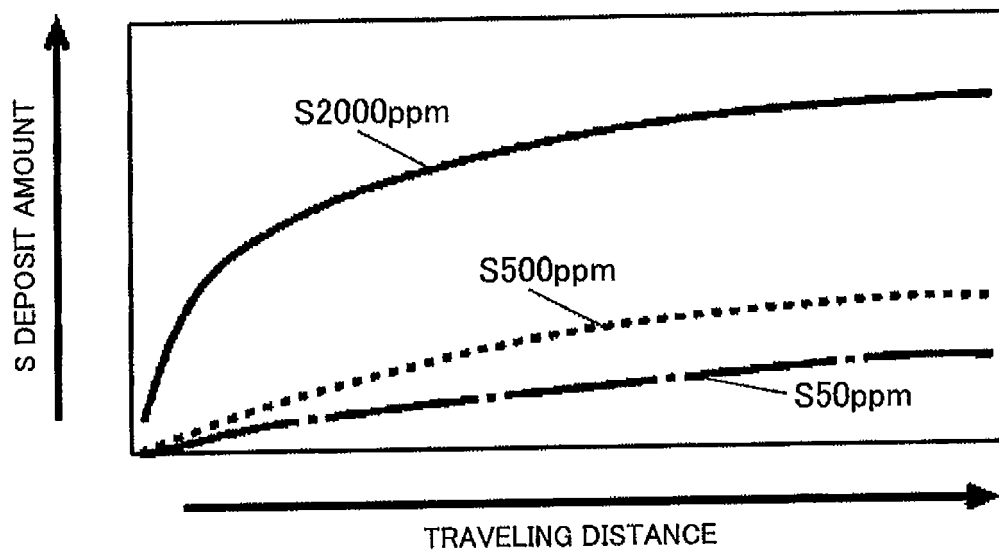 S DEPOSIT AMOUNT
S2000ppm
S500ppm
S50ppm
TRAVELING DISTANCE